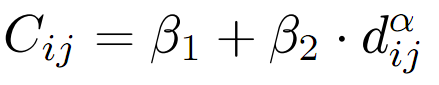 C_{ij} = β_1 + β_2 · d_{ij}^α